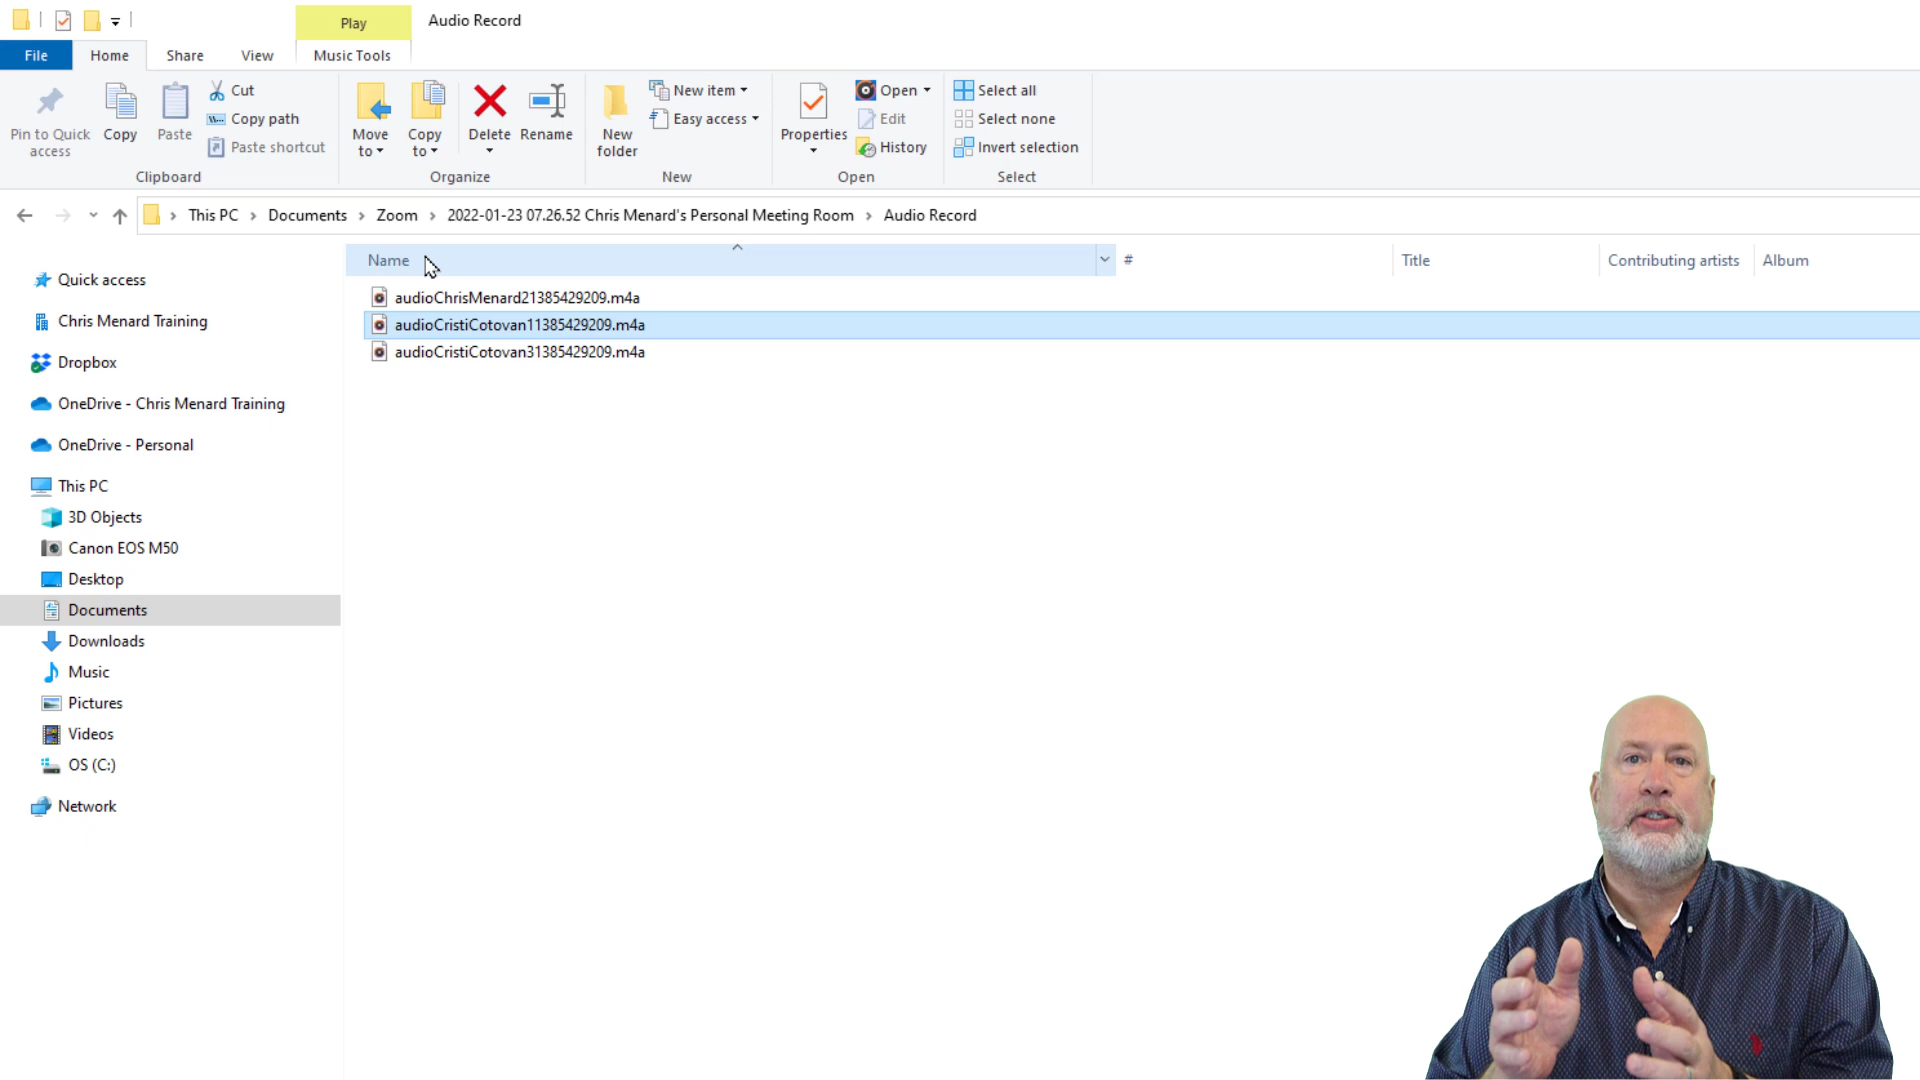 Play
Audio Record
File
Home
Share
View
Music Tools
Pin to Quick access
Copy
Paste
Cut
Copy path
Paste shortcut
Clipboard
Move to
Copy to
Delete
Rename
Organize
New folder
New item
Easy access
New
Properties
Open
Edit
History
Open
Select all
Select none
Invert selection
Select
This PC > Documents > Zoom > 2022-01-23 07.26.52 Chris Menard's Personal Meeting Room > Audio Record
Name
#
Title
Contributing artists
Album
audioChrisMenard21385429209.m4a
audioCristiCotovan11385429209.m4a
audioCristiCotovan31385429209.m4a
Quick access
Chris Menard Training
Dropbox
OneDrive - Chris Menard Training
OneDrive - Personal
This PC
3D Objects
Canon EOS M50
Desktop
Documents
Downloads
Music
Pictures
Videos
OS (C:)
Network